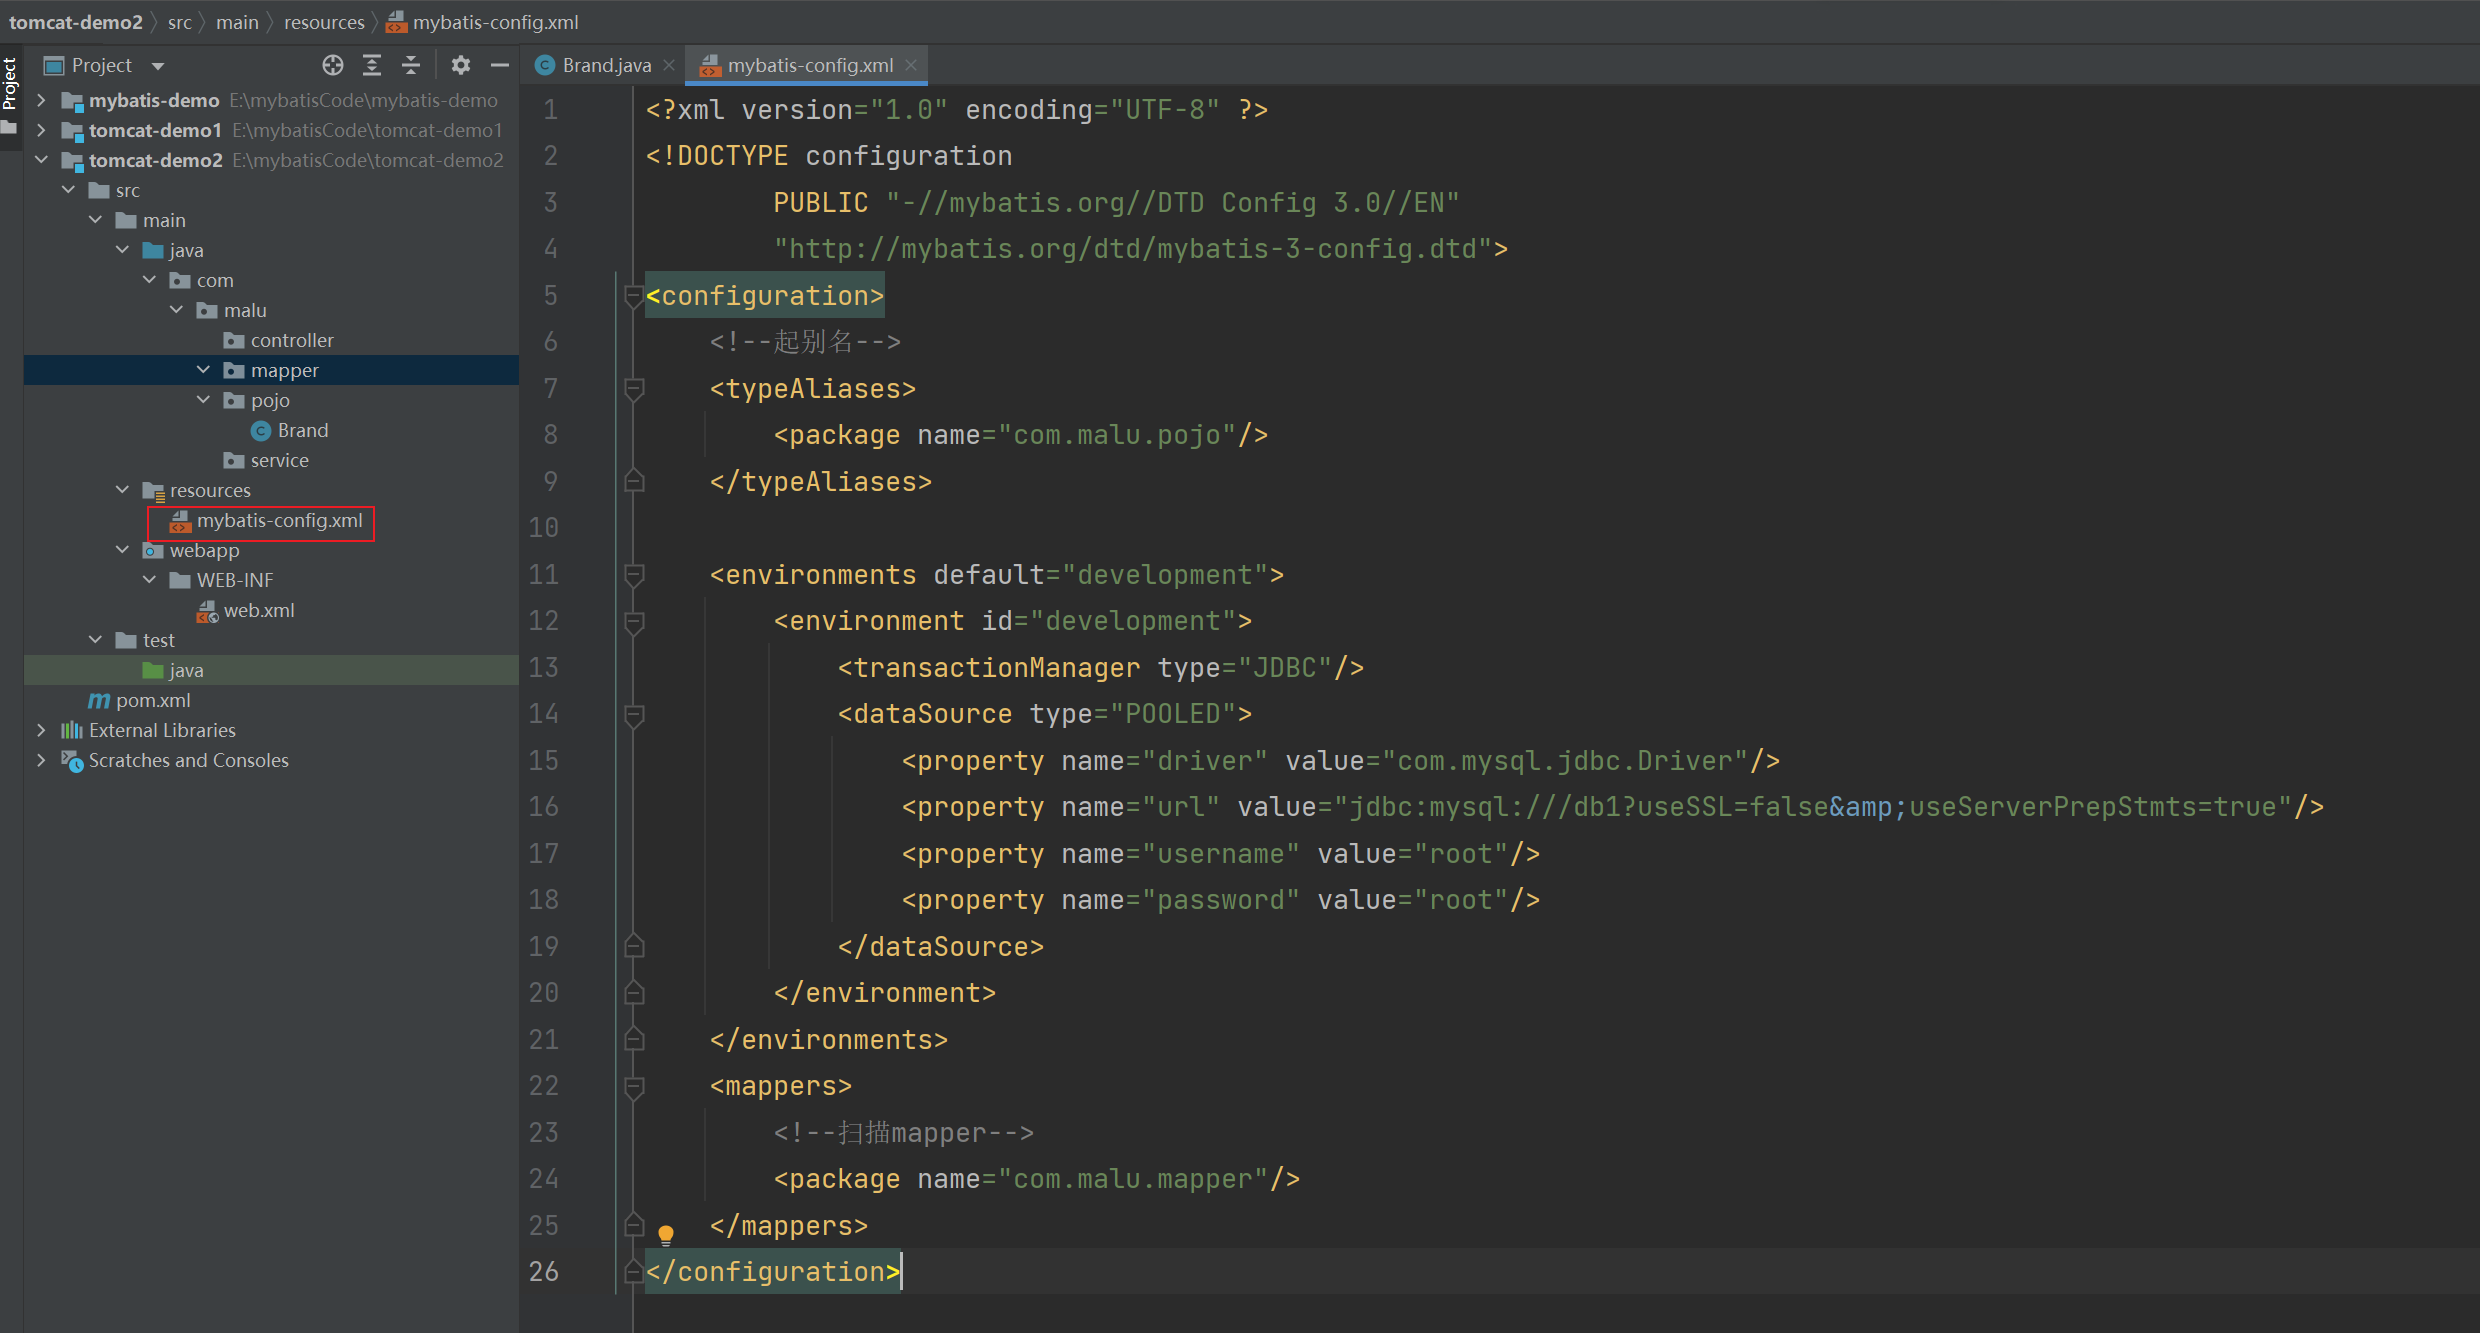 tomcat-demo2 〉 src 〉 main 〉 resources 〉 mybatis-config.xml
Project
Project
mybatis-demo E:\mybatisCode\mybatis-demo
tomcat-demo1 E:\mybatisCode\tomcat-demo1
tomcat-demo2 E:\mybatisCode\tomcat-demo2
src
main
java
com
malu
controller
mapper
pojo
Brand
service
resources
mybatis-config.xml
webapp
WEB-INF
web.xml
test
java
pom.xml
External Libraries
Scratches and Consoles
Brand.java mybatis-config.xml
1 <?xml version="1.0" encoding="UTF-8" ?>
2 <!DOCTYPE configuration
3 PUBLIC "-//mybatis.org//DTD Config 3.0//EN"
4 "http://mybatis.org/dtd/mybatis-3-config.dtd">
5 <configuration>
6 <!--起别名-->
7 <typeAliases>
8 <package name="com.malu.pojo"/>
9 </typeAliases>
10
11 <environments default="development">
12 <environment id="development">
13 <transactionManager type="JDBC"/>
14 <dataSource type="POOLED">
15 <property name="driver" value="com.mysql.jdbc.Driver"/>
16 <property name="url" value="jdbc:mysql:///db1?useSSL=false&amp;useServerPrepStmts=true"/>
17 <property name="username" value="root"/>
18 <property name="password" value="root"/>
19 </dataSource>
20 </environment>
21 </environments>
22 <mappers>
23 <!--扫描mapper-->
24 <package name="com.malu.mapper"/>
25 </mappers>
26 </configuration>